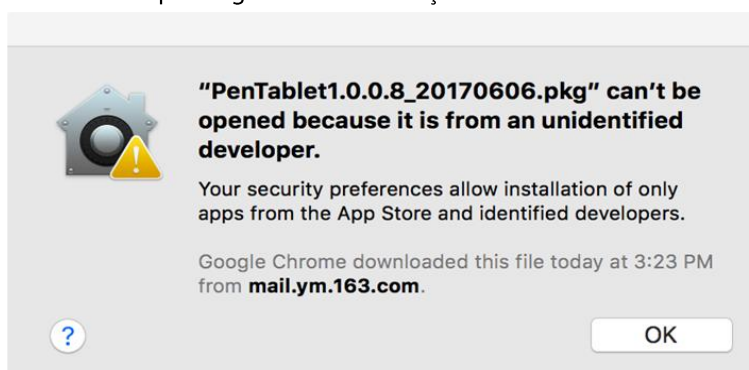 “PenTablet1.0.0.8_20170606.pkg” can’t be
opened because it is from an unidentified
developer.
Your security preferences allow installation of only
apps from the App Store and identified developers.
Google Chrome downloaded this file today at 3:23 PM
from mail.ym.163.com.
?
OK